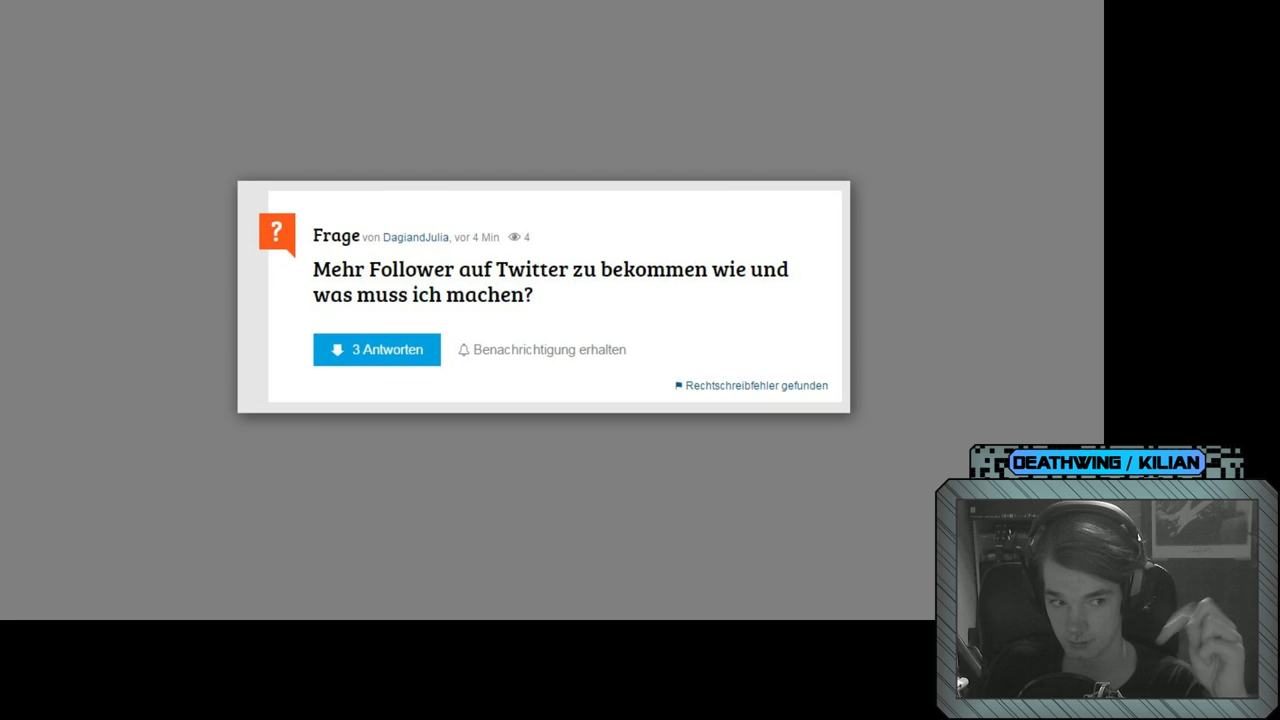 ?
Frage von DagiandJulia, vor 4 Min 4
Mehr Follower auf Twitter zu bekommen wie und
was muss ich machen?
3 Antworten Benachrichtigung erhalten
Rechtschreibfehler gefunden
DEATHWING / KILIAN